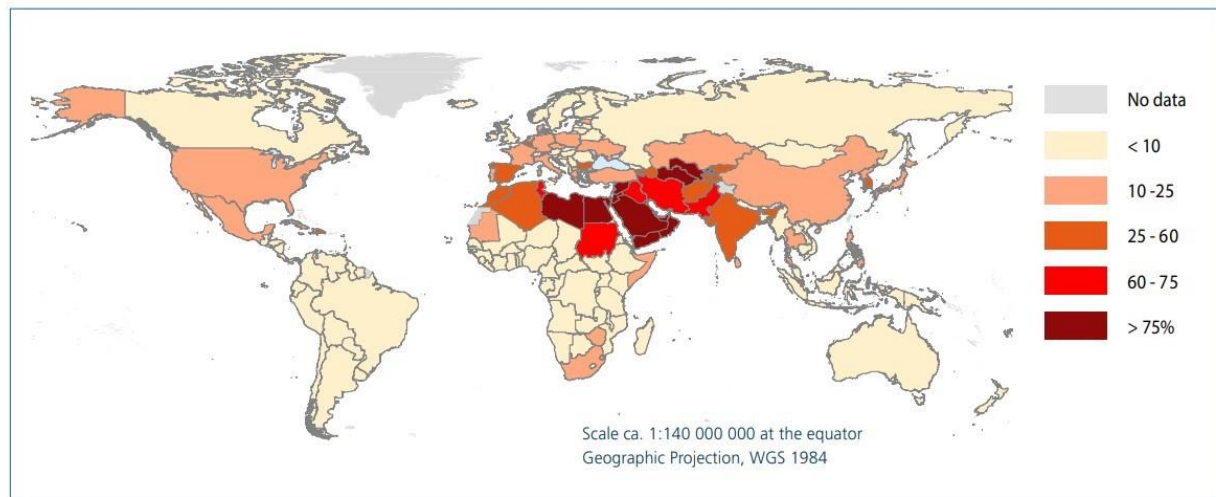 No data
< 10
10 -25
25 - 60
60 - 75
> 75%
Scale ca. 1:140 000 000 at the equator
Geographic Projection, WGS 1984